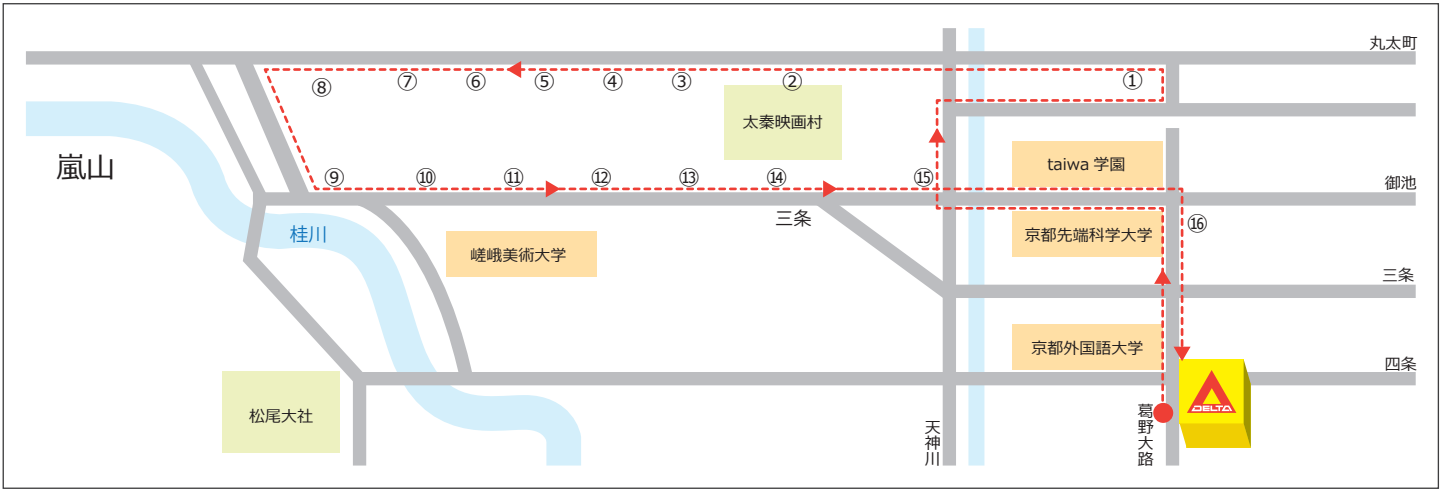 丸太町
⑧
⑦
⑥
⑤
④
③
②
①
太秦映画村
嵐山
taiwa 学園
⑨
⑩
⑪
⑫
⑬
⑭
⑮
御池
三条
⑯
桂川
嵯峨美術大学
京都先端科学大学
三条
京都外国語大学
四条
松尾大社
天神川
葛野大路
DELTA